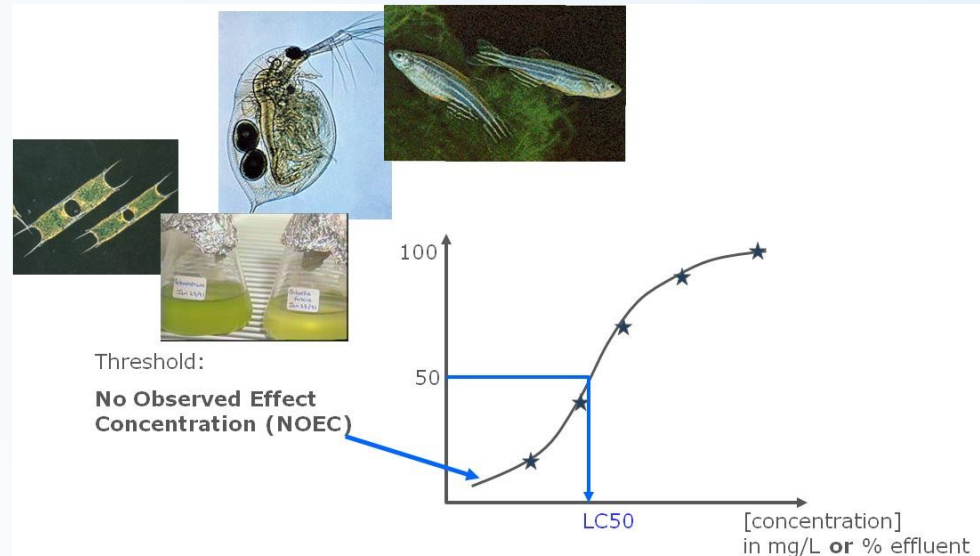 Threshold:
No Observed Effect
Concentration (NOEC)
100
50
LC50
[concentration]
in mg/L or % effluent